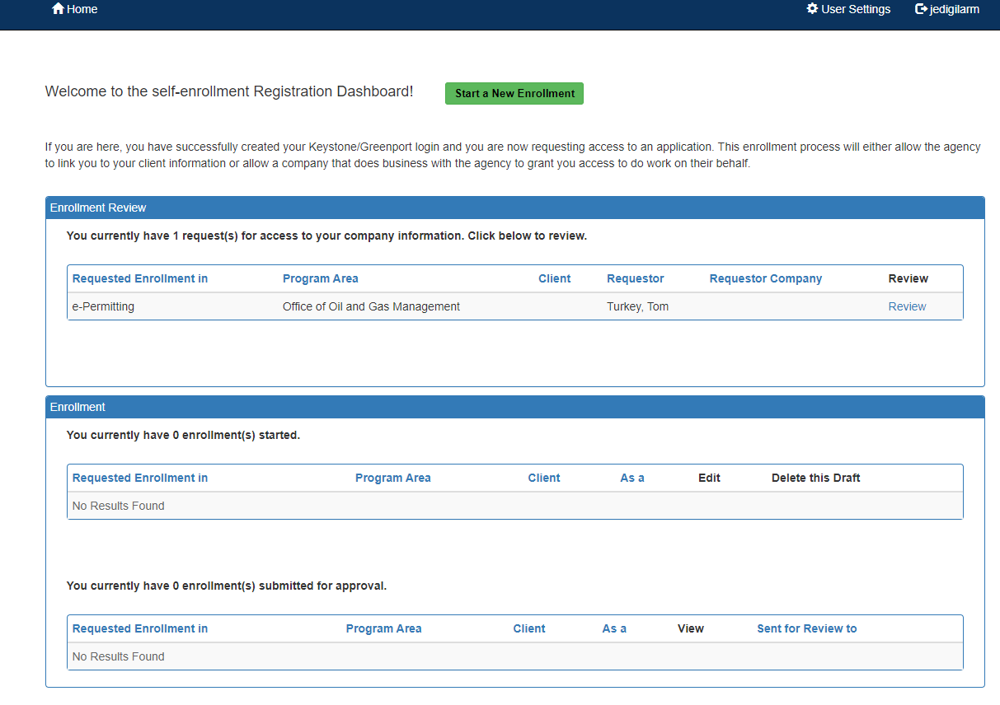 Home User Settings jedigilarm
Welcome to the self-enrollment Registration Dashboard! Start a New Enrollment
If you are here, you have successfully created your Keystone/Greenport login and you are now requesting access to an application. This enrollment process will either allow the agency
to link you to your client information or allow a company that does business with the agency to grant you access to do work on their behalf.
Enrollment Review
You currently have 1 request(s) for access to your company information. Click below to review.
Requested Enrollment in Program Area Client Requestor Requestor Company Review
e-Permitting Office of Oil and Gas Management Turkey, Tom Review
Enrollment
You currently have 0 enrollment(s) started.
Requested Enrollment in Program Area Client As a Edit Delete this Draft
No Results Found
You currently have 0 enrollment(s) submitted for approval.
Requested Enrollment in Program Area Client As a View Sent for Review to
No Results Found